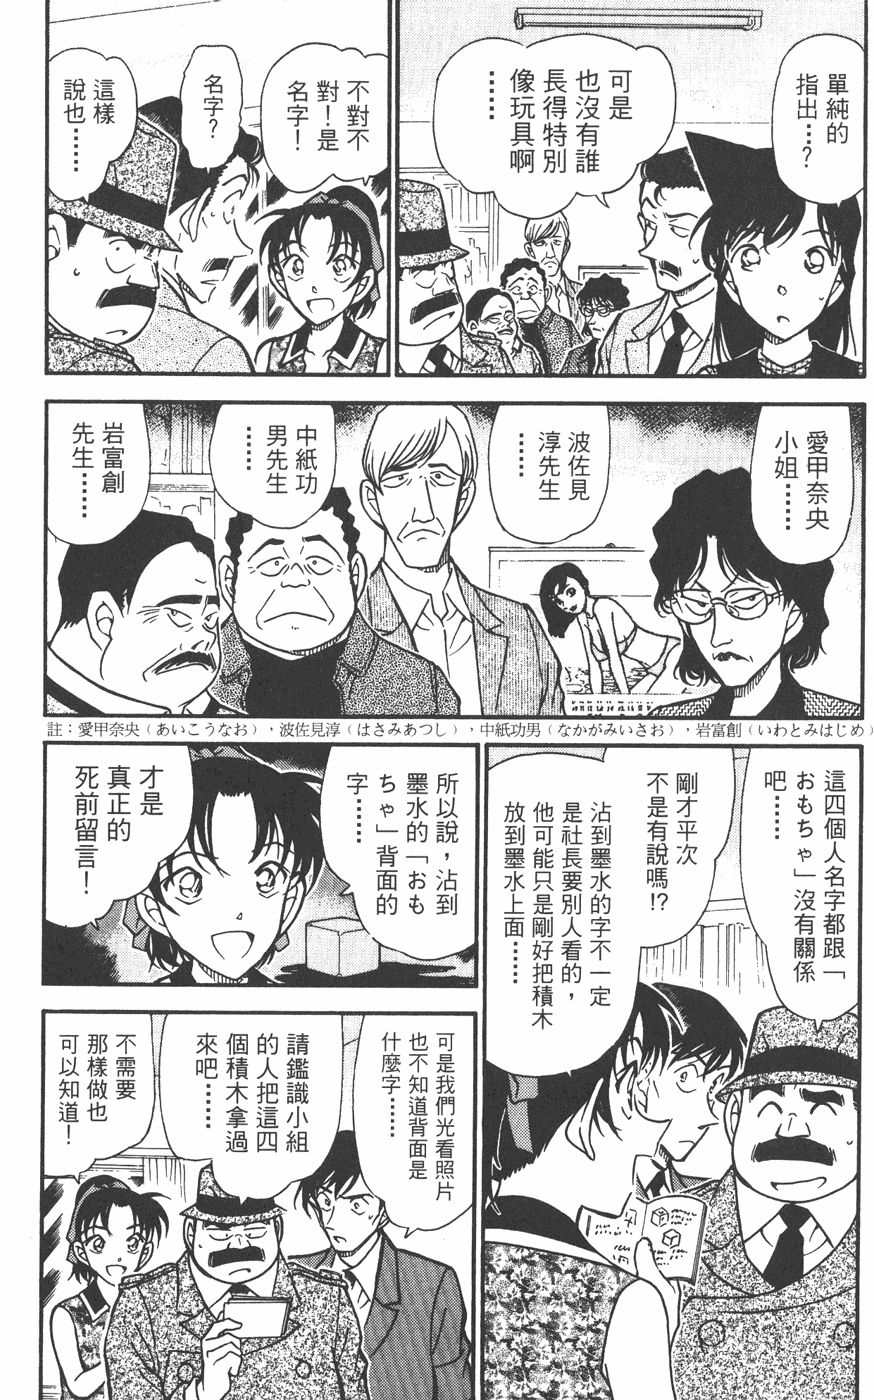 單純的
指出…？
可是
也沒有誰
長得特別
像玩具啊
……
不對不
對！是
名字！
名字？
這樣
說也……
愛甲奈央
小姐……
波佐見
淳先生
……
中紙功
男先生
……
岩富創
先生……
註：愛甲奈央（あいこうなお），波佐見淳（はさみあつし），中紙功男（なかがみいさお），岩富創（いわとみはじめ）
這四個人名字都跟「
おもちゃ」沒有關係
吧……
剛才平次
不是有說嗎!?
沾到墨水的字不一定
是社長要別人看的，
他可能只是剛好把積木
放到墨水上面……
所以說，沾到
墨水的「おも
ちゃ」背面的
字……
才是
真正的
死前留言！
可是我們光看照片
也不知道背面是
什麼字……
請鑑識小組
的人把這四
個積木拿過
來吧……
不需要
那樣做也
可以知道！